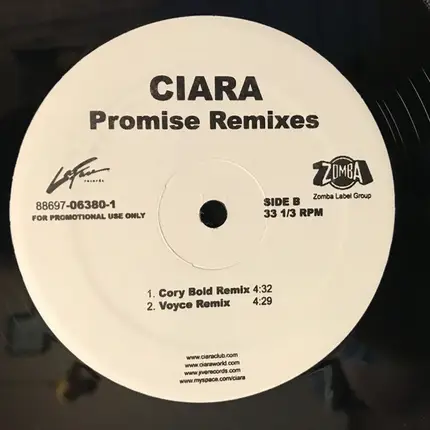 CIARA
Promise Remixes
LaFace
records
88697-06380-1
FOR PROMOTIONAL USE ONLY
ZOMBA
Zomba Label Group
SIDE B
33 1/3 RPM
1. Cory Bold Remix 4:32
2. Voyce Remix 4:29
www.ciaraclub.com
www.ciaraworld.com
www.jiverecords.com
www.myspace.com/ciara